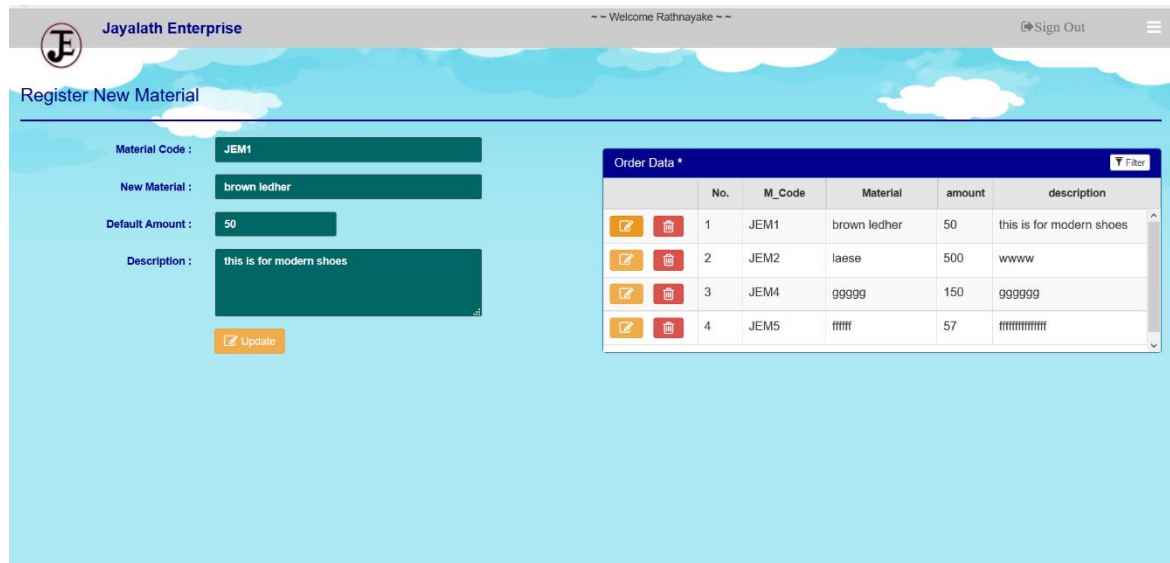 ~ ~ Welcome Rathnayake ~ ~
JE
Jayalath Enterprise
Sign Out
Register New Material
Material Code :
JEM1
New Material :
brown ledher
Default Amount :
50
Description :
this is for modern shoes
Update
Order Data *
Filter
No. M_Code Material amount description
1 JEM1 brown ledher 50 this is for modern shoes
2 JEM2 laese 500 wwww
3 JEM4 ggggg 150 gggggg
4 JEM5 ffffff 57 fffffffffffffff